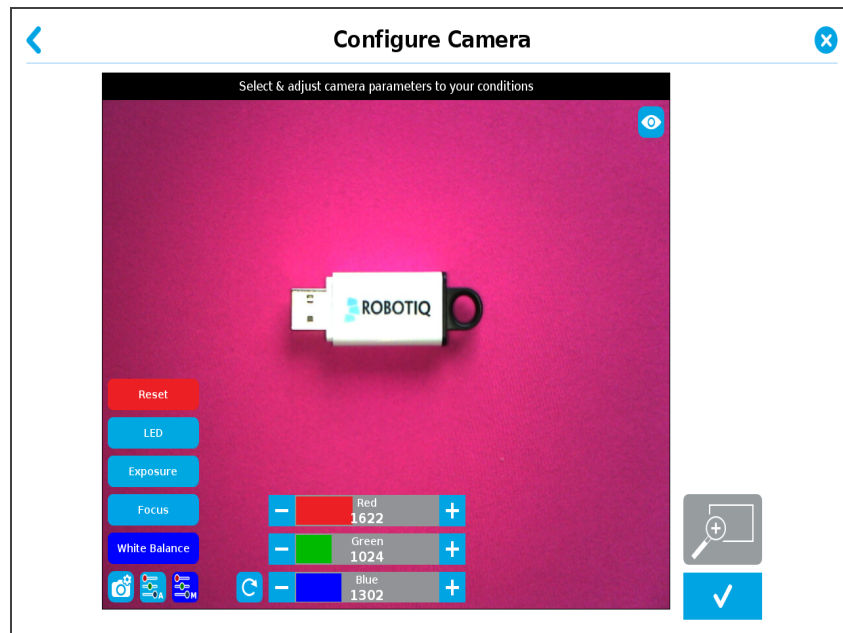 Configure Camera
Select & adjust camera parameters to your conditions
ROBOTIQ
Reset
LED
Exposure
Focus
White Balance
Red
1622
Green
1024
Blue
1302
A
M